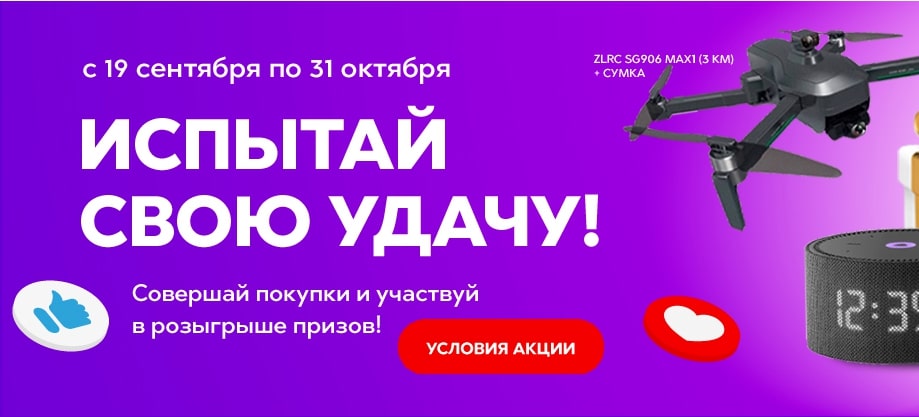 с 19 сентября по 31 октября
ZLRC SG906 MAX1 (3 КМ)
+ СУМКА
ИСПЫТАЙ
СВОЮ УДАЧУ!
Совершай покупки и участвуй
в розыгрыше призов!
УСЛОВИЯ АКЦИИ